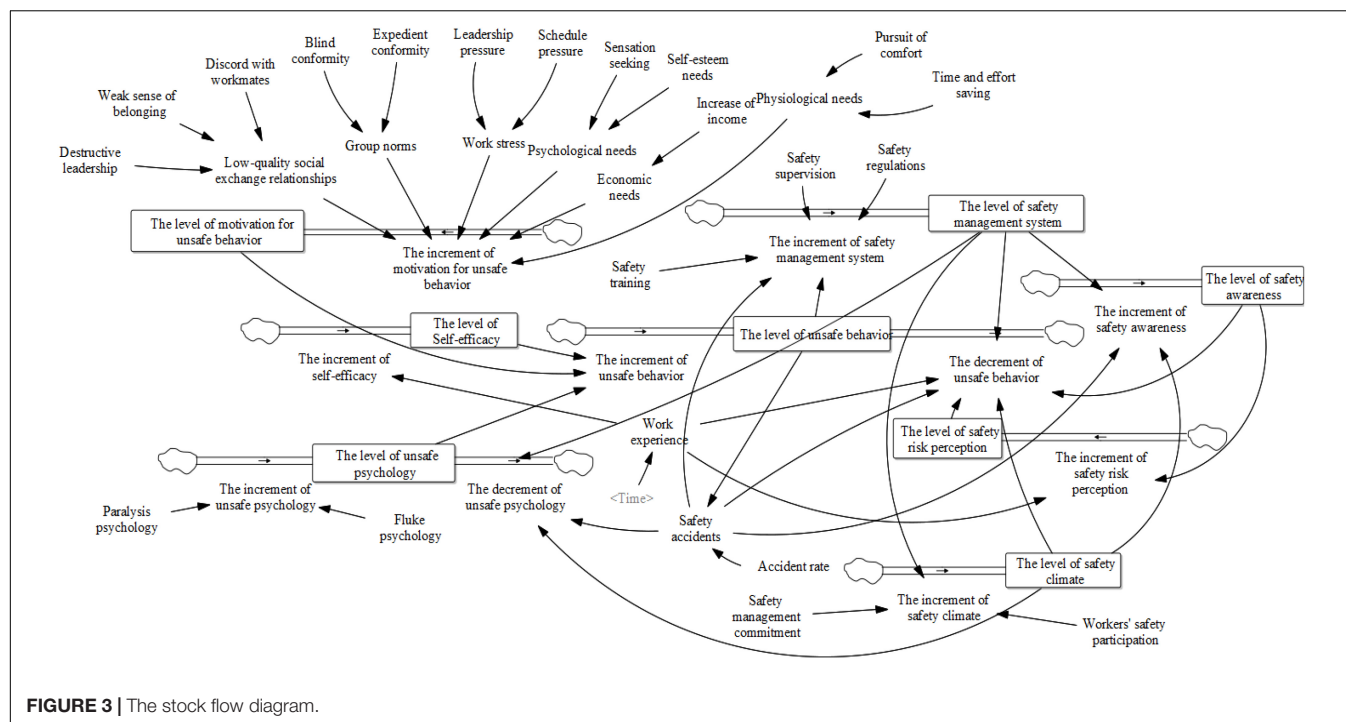 Blind
conformity
Expedient
conformity
Leadership
pressure
Schedule
pressure
Sensation
seeking
Self-esteem
needs
Pursuit of
comfort
Discord with
workmates
Time and effort
saving
Weak sense of
belonging
Increase of
income
Physiological needs
Destructive
leadership
Low-quality social
exchange relationships
Group norms
Work stress
Psychological needs
Economic
needs
Safety
supervision
Safety
regulations
The level of motivation for
unsafe behavior
The level of safety
management system
The increment of
motivation for unsafe
behavior
The increment of safety
management system
Safety
training
The level of safety
awareness
The increment of
safety awareness
The level of
Self-efficacy
The level of unsafe behavior
The increment of
self-efficacy
The increment of
unsafe behavior
The decrement of
unsafe behavior
Work
experience
The level of safety
risk perception
The level of unsafe
psychology
The increment of
safety risk
perception
The increment of
unsafe psychology
The decrement of
unsafe psychology
<Time>
Paralysis
psychology
Fluke
psychology
Safety
accidents
Accident rate
The level of safety
climate
Safety
management
commitment
The increment of
safety climate
Workers' safety
participation
FIGURE 3 | The stock flow diagram.